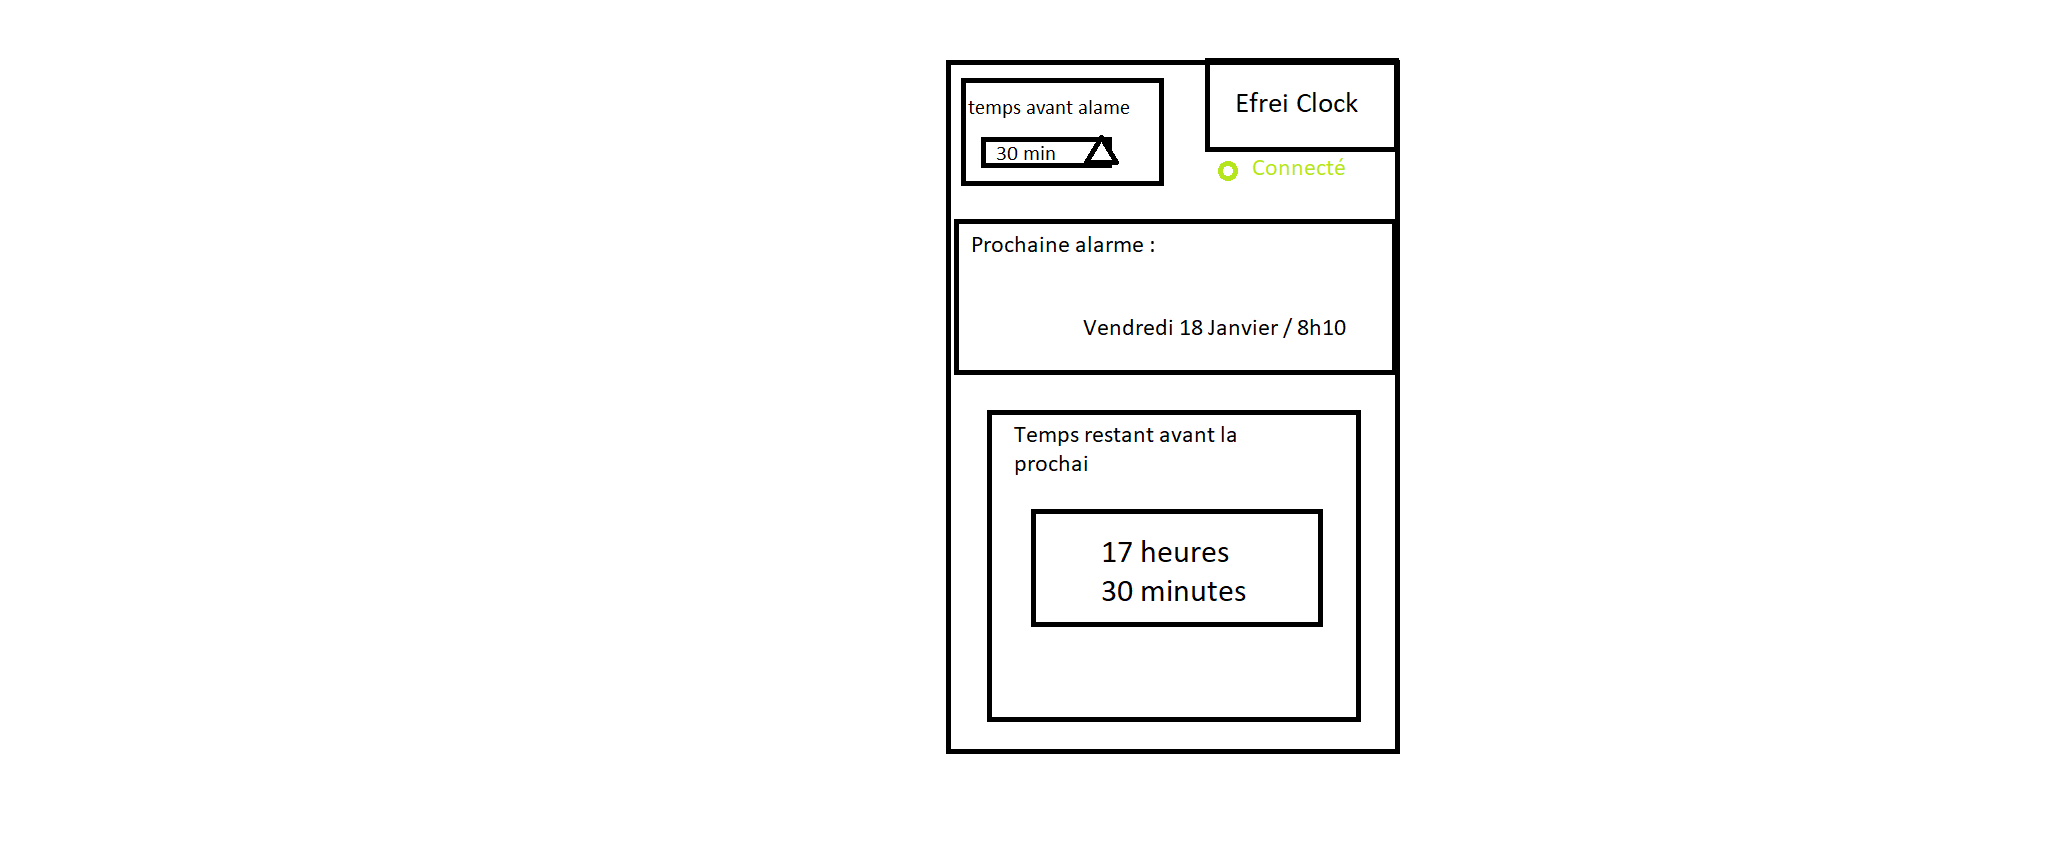 temps avant alame
30 min
Efrei Clock
Connecté
Prochaine alarme :
Vendredi 18 Janvier / 8h10
Temps restant avant la
prochai
17 heures
30 minutes